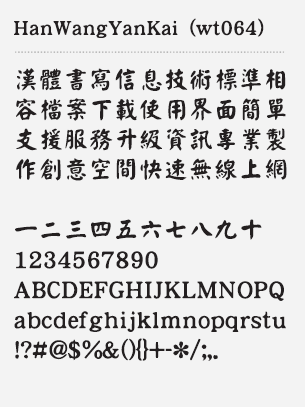 HanWangYanKai (wt064)
漢體書寫信息技術標準相
容檔案下載使用界面簡單
支援服務升級資訊專業製
作創意空間快速無線上網
一二三四五六七八九十
1234567890
ABCDEFGHIJKLMNOPQ
abcdefghijklmnopqrstu
!?#@$%&(){}+-*/;,.